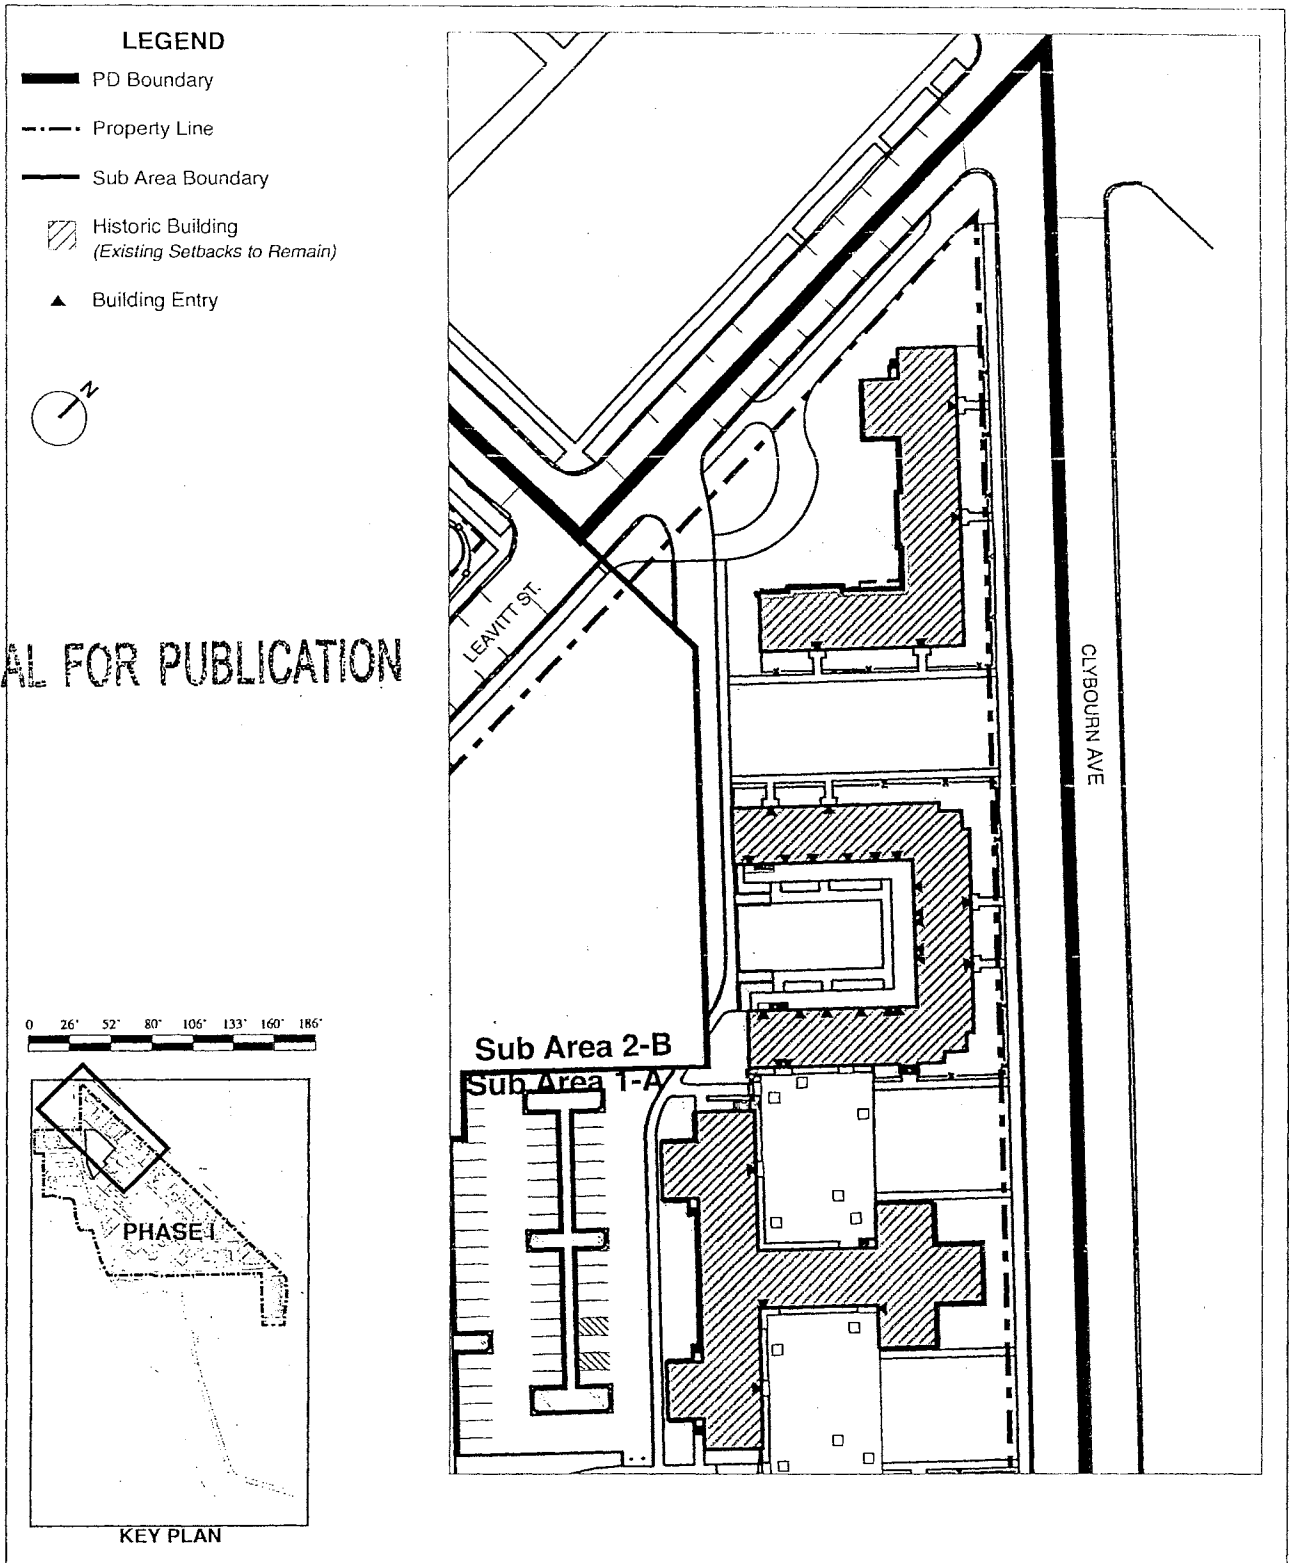 LEGEND
PD Boundary
Property Line
Sub Area Boundary
Historic Building
(Existing Setbacks to Remain)
Building Entry
N
LEAVITT ST.
AL FOR PUBLICATION
CLYBOURN AVE
Sub Area 2-B
Sub Area 1-A
0 26' 52' 80' 106' 133' 160' 186'
PHASE I
KEY PLAN